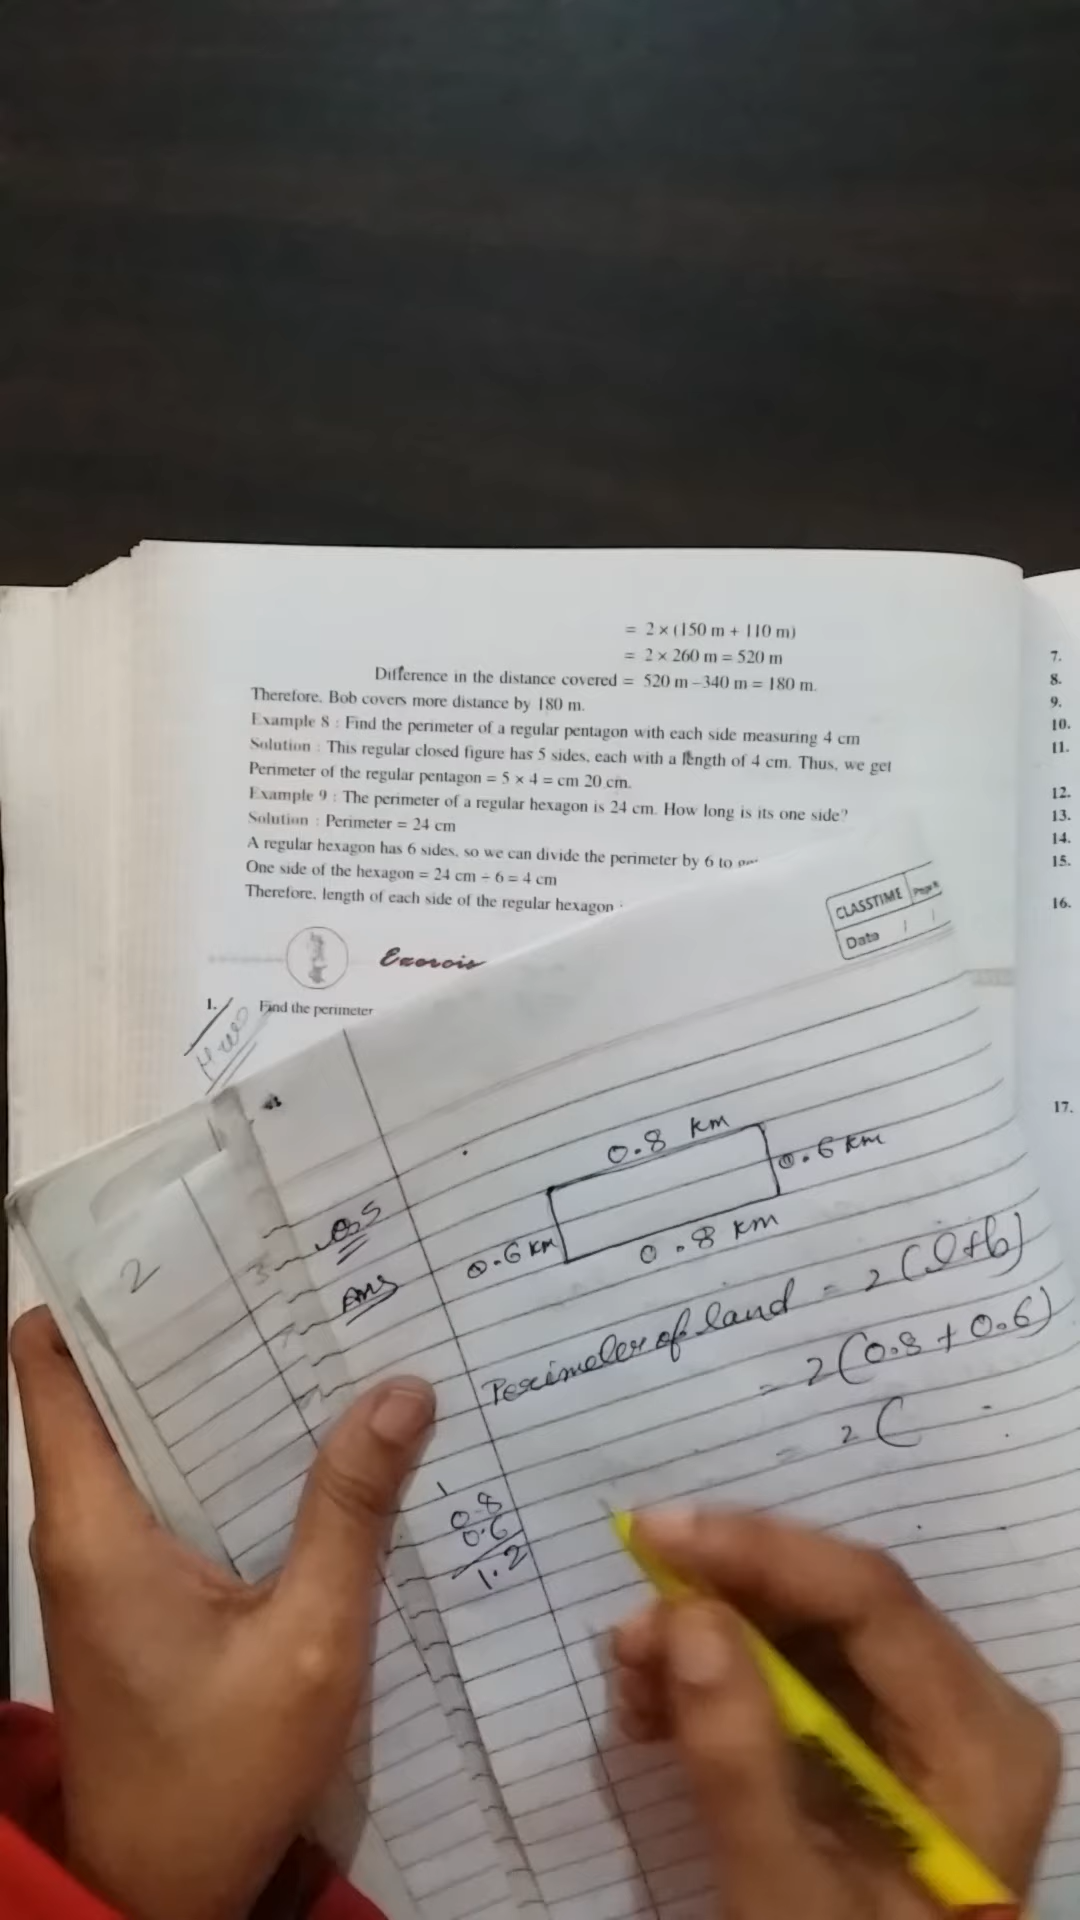 = 2 × (150 m + 110 m)
= 2 × 260 m = 520 m
Difference in the distance covered = 520 m – 340 m = 180 m.
Therefore, Bob covers more distance by 180 m.
Example 8 : Find the perimeter of a regular pentagon with each side measuring 4 cm
Solution : This regular closed figure has 5 sides, each with a length of 4 cm. Thus, we get
Perimeter of the regular pentagon = 5 × 4 = cm 20 cm.
Example 9 : The perimeter of a regular hexagon is 24 cm. How long is its one side?
Solution : Perimeter = 24 cm
A regular hexagon has 6 sides, so we can divide the perimeter by 6 to
One side of the hexagon = 24 cm ÷ 6 = 4 cm
Therefore, length of each side of the regular hexagon
Exercis
1. Find the perimeter
7.
8.
9.
10.
11.
12.
13.
14.
15.
16.
17.
CLASSTIME
Date / /
2
Ans
0.8 km
0.6 km
0.6 km
0.8 km
Perimeter of land = 2 (l+b)
= 2 (0.8 + 0.6)
= 2 (
1
0.8
0.6
1.2